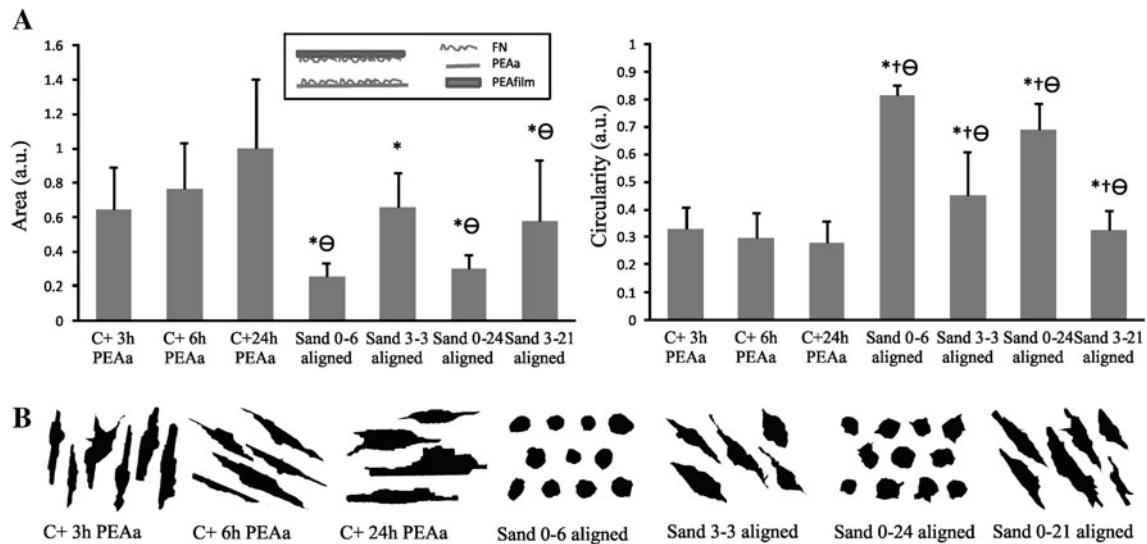 A
Area (a.u.)
1.6
1.4
1.2
1
0.8
0.6
0.4
0.2
0
FN
PEAa
PEAfilm
*Ɵ
*
*Ɵ
*Ɵ
C+ 3h PEAa
C+ 6h PEAa
C+24h PEAa
Sand 0-6 aligned
Sand 3-3 aligned
Sand 0-24 aligned
Sand 3-21 aligned
Circularity (a.u.)
1
0.9
0.8
0.7
0.6
0.5
0.4
0.3
0.2
0.1
0
*†Ɵ
*†Ɵ
*†Ɵ
*†Ɵ
C+ 3h PEAa
C+ 6h PEAa
C+24h PEAa
Sand 0-6 aligned
Sand 3-3 aligned
Sand 0-24 aligned
Sand 3-21 aligned
B
C+ 3h PEAa
C+ 6h PEAa
C+ 24h PEAa
Sand 0-6 aligned
Sand 3-3 aligned
Sand 0-24 aligned
Sand 0-21 aligned